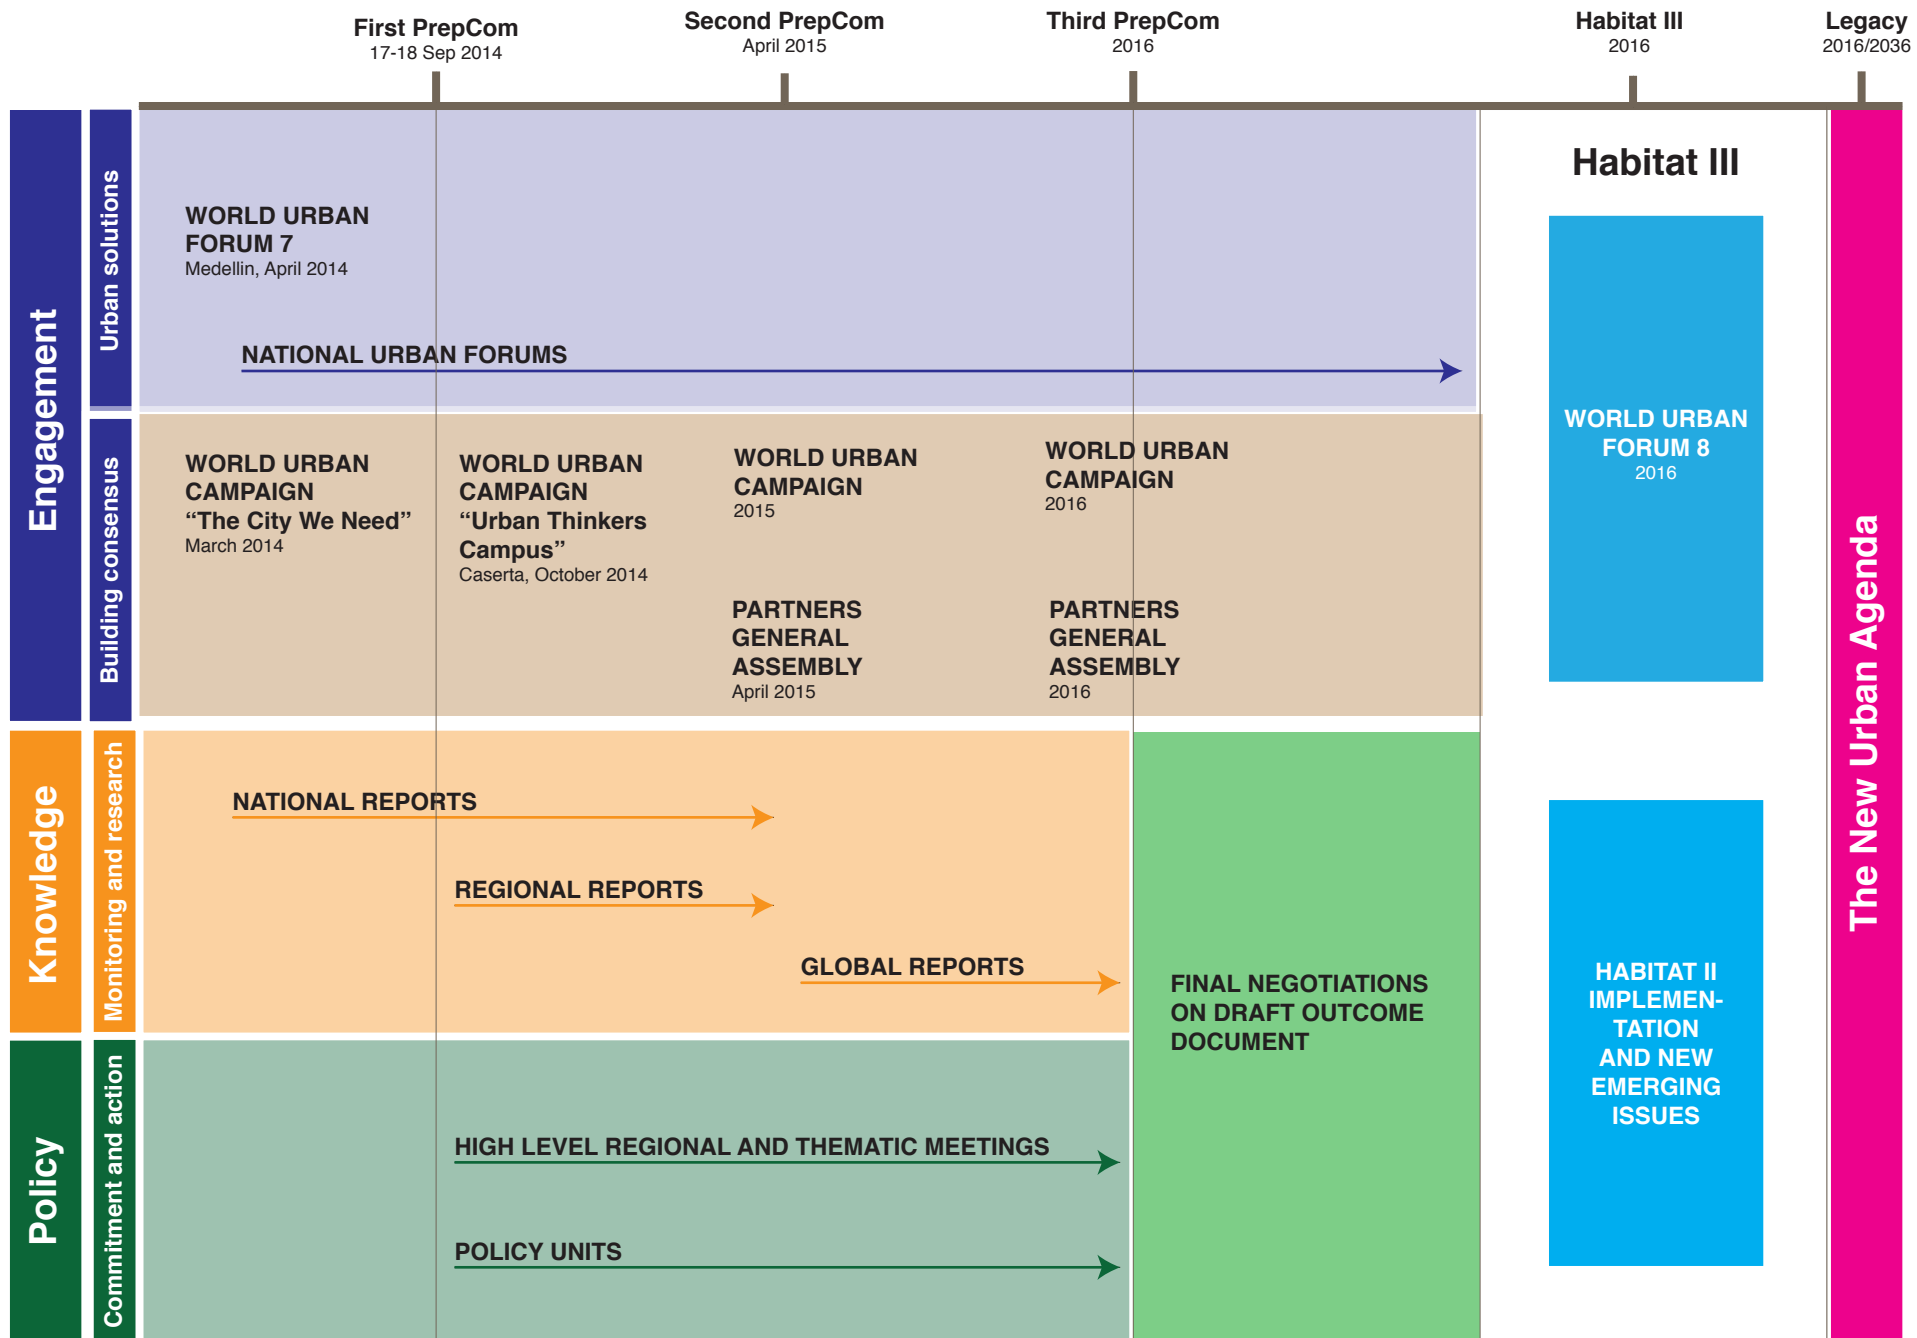 First PrepCom
17-18 Sep 2014
Second PrepCom
April 2015
Third PrepCom
2016
Habitat III
2016
Legacy
2016/2036
Engagement
Urban solutions
WORLD URBAN
FORUM 7
Medellin, April 2014
NATIONAL URBAN FORUMS
Building consensus
WORLD URBAN
CAMPAIGN
“The City We Need”
March 2014
WORLD URBAN
CAMPAIGN
“Urban Thinkers
Campus”
Caserta, October 2014
WORLD URBAN
CAMPAIGN
2015
WORLD URBAN
CAMPAIGN
2016
PARTNERS
GENERAL
ASSEMBLY
April 2015
PARTNERS
GENERAL
ASSEMBLY
2016
Knowledge
Monitoring and research
NATIONAL REPORTS
REGIONAL REPORTS
GLOBAL REPORTS
Policy
Commitment and action
HIGH LEVEL REGIONAL AND THEMATIC MEETINGS
POLICY UNITS
FINAL NEGOTIATIONS
ON DRAFT OUTCOME
DOCUMENT
Habitat III
WORLD URBAN
FORUM 8
2016
HABITAT II
IMPLEMEN-
TATION
AND NEW
EMERGING
ISSUES
The New Urban Agenda